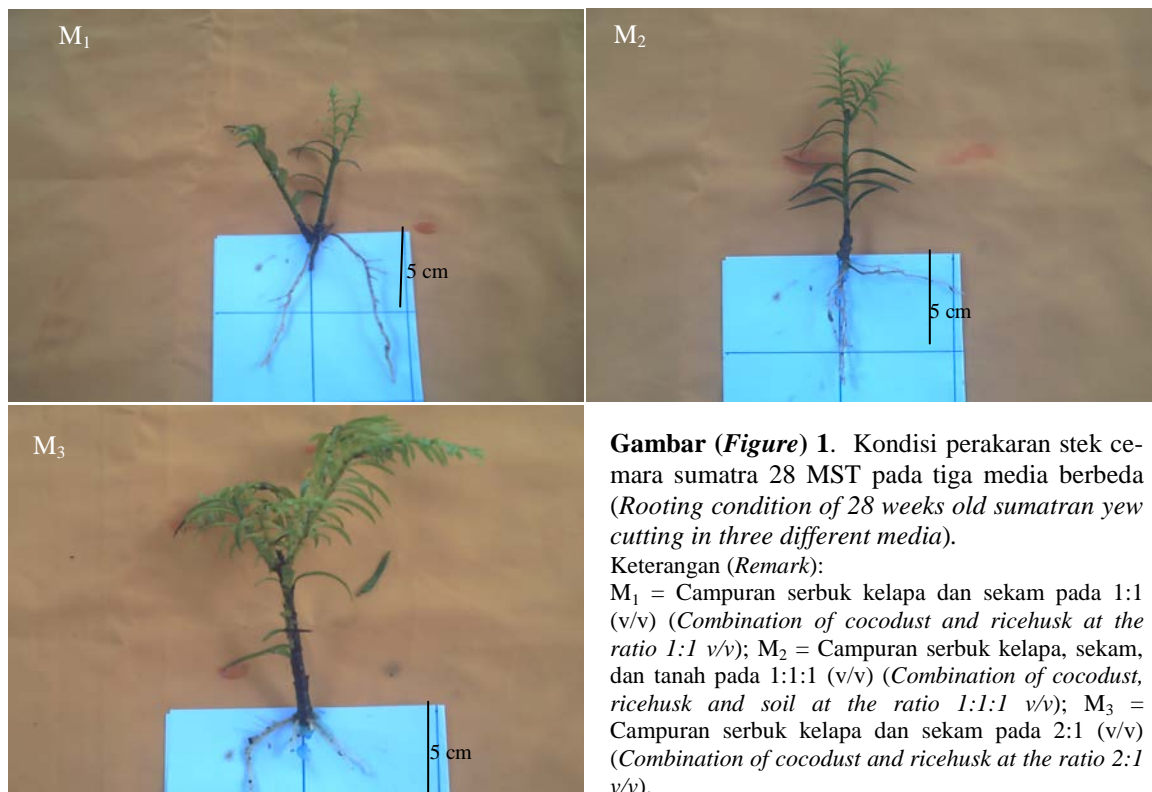 M₁
5 cm
M₂
5 cm
M₃
5 cm
Gambar (Figure) 1. Kondisi perakaran stek ce-
mara sumatra 28 MST pada tiga media berbeda
(Rooting condition of 28 weeks old sumatran yew
cutting in three different media).
Keterangan (Remark):
M₁ = Campuran serbuk kelapa dan sekam pada 1:1
(v/v) (Combination of cocodust and ricehusk at the
ratio 1:1 v/v); M₂ = Campuran serbuk kelapa, sekam,
dan tanah pada 1:1:1 (v/v) (Combination of cocodust,
ricehusk and soil at the ratio 1:1:1 v/v); M₃ =
Campuran serbuk kelapa dan sekam pada 2:1 (v/v)
(Combination of cocodust and ricehusk at the ratio 2:1
v/v).